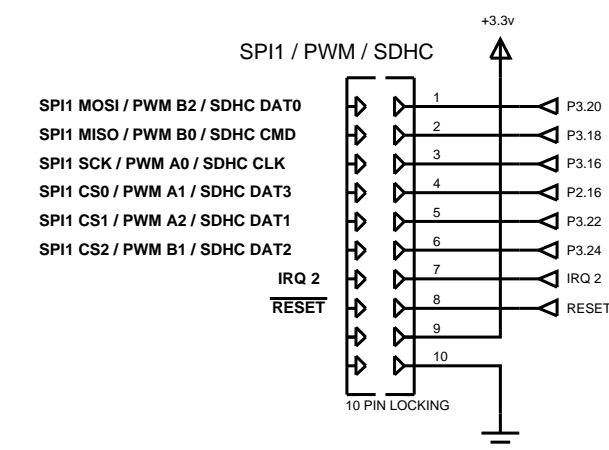 +3.3v
SPI1 / PWM / SDHC
SPI1 MOSI / PWM B2 / SDHC DAT0 1 P3.20
SPI1 MISO / PWM B0 / SDHC CMD 2 P3.18
SPI1 SCK / PWM A0 / SDHC CLK 3 P3.16
SPI1 CS0 / PWM A1 / SDHC DAT3 4 P2.16
SPI1 CS1 / PWM A2 / SDHC DAT1 5 P3.22
SPI1 CS2 / PWM B1 / SDHC DAT2 6 P3.24
IRQ 2 7 IRQ 2
RESET 8 RESET
9
10
10 PIN LOCKING